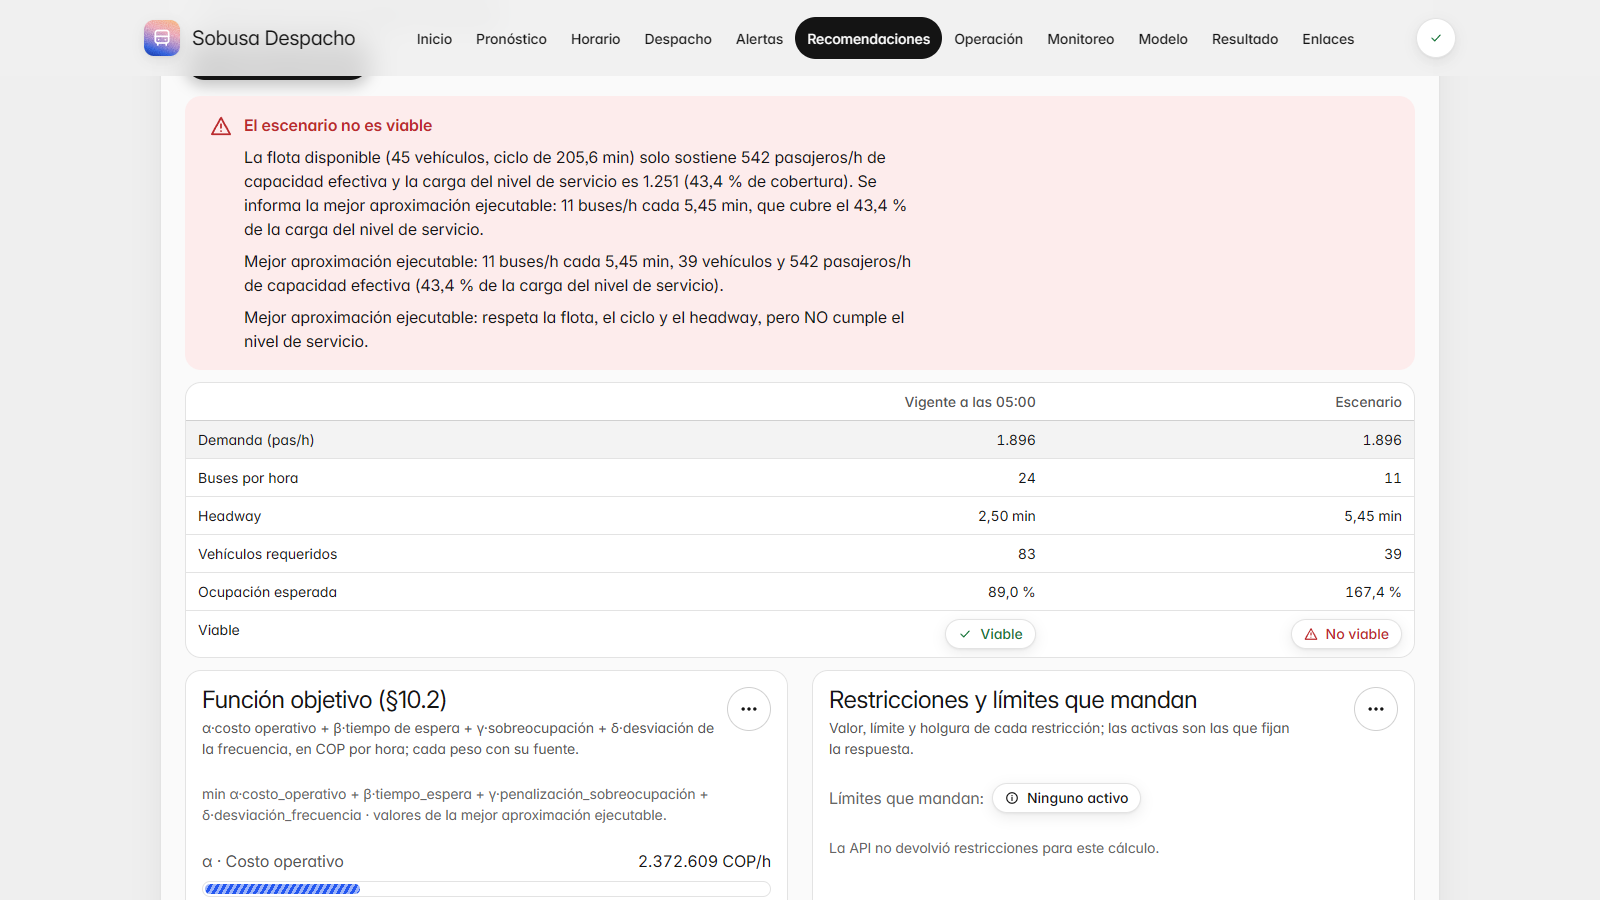 Sobusa Despacho
Inicio
Pronóstico
Horario
Despacho
Alertas
Recomendaciones
Operación
Monitoreo
Modelo
Resultado
Enlaces
El escenario no es viable
La flota disponible (45 vehículos, ciclo de 205,6 min) solo sostiene 542 pasajeros/h de
capacidad efectiva y la carga del nivel de servicio es 1.251 (43,4 % de cobertura). Se
informa la mejor aproximación ejecutable: 11 buses/h cada 5,45 min, que cubre el 43,4 %
de la carga del nivel de servicio.
Mejor aproximación ejecutable: 11 buses/h cada 5,45 min, 39 vehículos y 542 pasajeros/h
de capacidad efectiva (43,4 % de la carga del nivel de servicio).
Mejor aproximación ejecutable: respeta la flota, el ciclo y el headway, pero NO cumple el
nivel de servicio.
Vigente a las 05:00 Escenario
Demanda (pas/h) 1.896 1.896
Buses por hora 24 11
Headway 2,50 min 5,45 min
Vehículos requeridos 83 39
Ocupación esperada 89,0 % 167,4 %
Viable Viable No viable
Función objetivo (§10.2)
α·costo operativo + β·tiempo de espera + γ·sobreocupación + δ·desviación de
la frecuencia, en COP por hora; cada peso con su fuente.
min α·costo_operativo + β·tiempo_espera + γ·penalización_sobreocupación +
δ·desviación_frecuencia · valores de la mejor aproximación ejecutable.
α · Costo operativo 2.372.609 COP/h
Restricciones y límites que mandan
Valor, límite y holgura de cada restricción; las activas son las que fijan
la respuesta.
Límites que mandan: Ninguno activo
La API no devolvió restricciones para este cálculo.